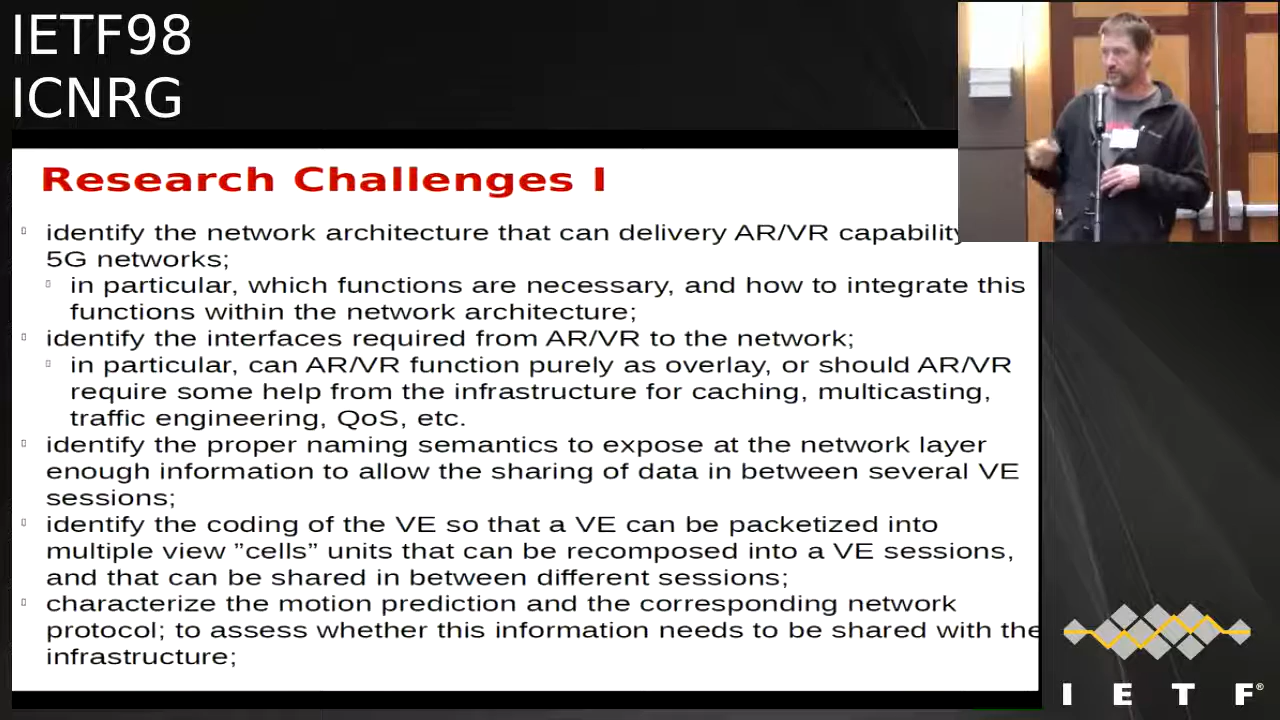 IETF98
ICNRG
Research Challenges I
identify the network architecture that can delivery AR/VR capability
5G networks;
in particular, which functions are necessary, and how to integrate this
functions within the network architecture;
identify the interfaces required from AR/VR to the network;
in particular, can AR/VR function purely as overlay, or should AR/VR
require some help from the infrastructure for caching, multicasting,
traffic engineering, QoS, etc.
identify the proper naming semantics to expose at the network layer
enough information to allow the sharing of data in between several VE
sessions;
identify the coding of the VE so that a VE can be packetized into
multiple view ”cells” units that can be recomposed into a VE sessions,
and that can be shared in between different sessions;
characterize the motion prediction and the corresponding network
protocol; to assess whether this information needs to be shared with the
infrastructure;
I E T F®